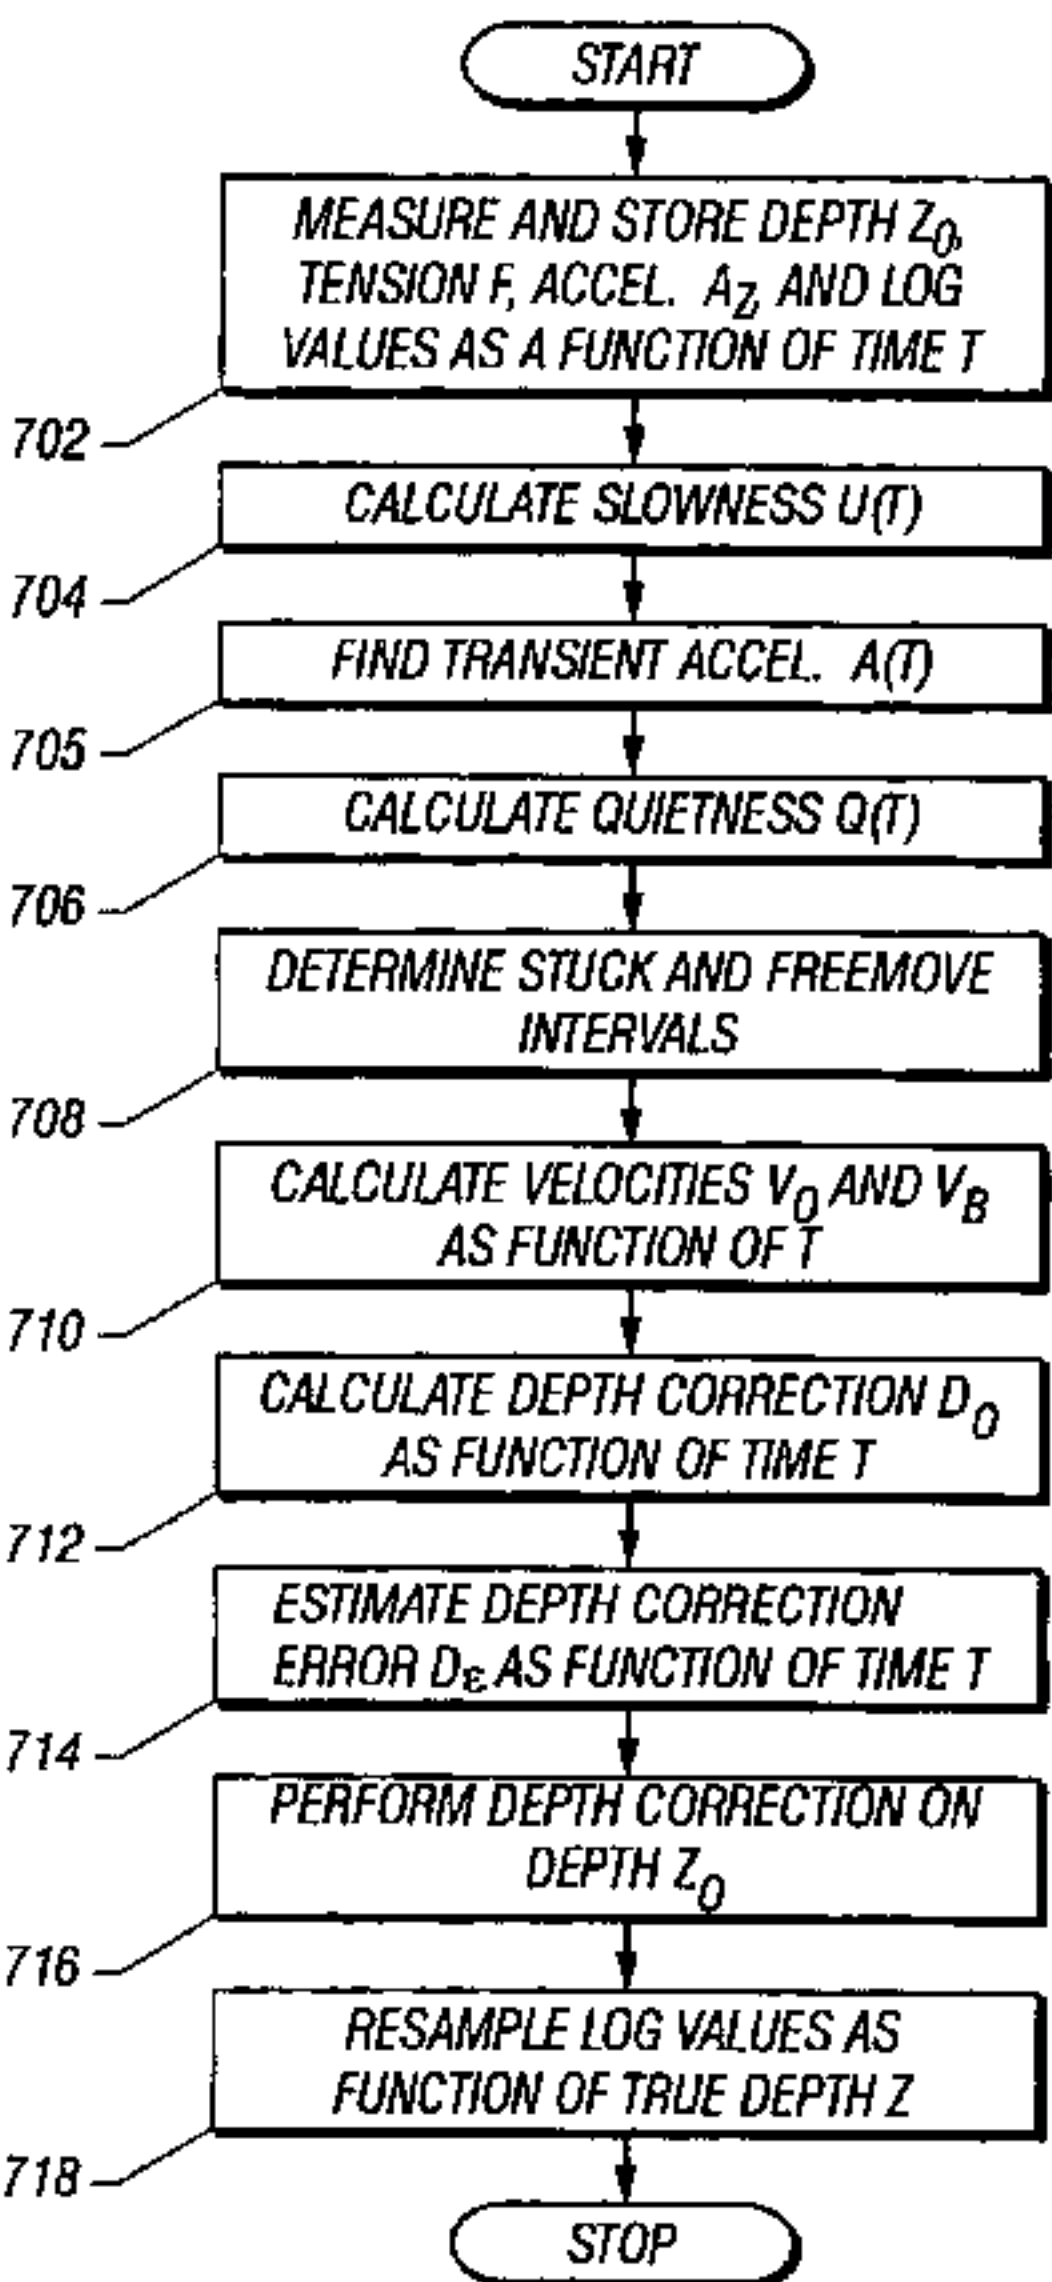 START
MEASURE AND STORE DEPTH Z0,
TENSION F, ACCEL. AZ, AND LOG
VALUES AS A FUNCTION OF TIME T
702
CALCULATE SLOWNESS U(T)
704
FIND TRANSIENT ACCEL. A(T)
705
CALCULATE QUIETNESS Q(T)
706
DETERMINE STUCK AND FREEMOVE
INTERVALS
708
CALCULATE VELOCITIES V0 AND VB
AS FUNCTION OF T
710
CALCULATE DEPTH CORRECTION D0
AS FUNCTION OF TIME T
712
ESTIMATE DEPTH CORRECTION
ERROR Dε AS FUNCTION OF TIME T
714
PERFORM DEPTH CORRECTION ON
DEPTH Z0
716
RESAMPLE LOG VALUES AS
FUNCTION OF TRUE DEPTH Z
718
STOP